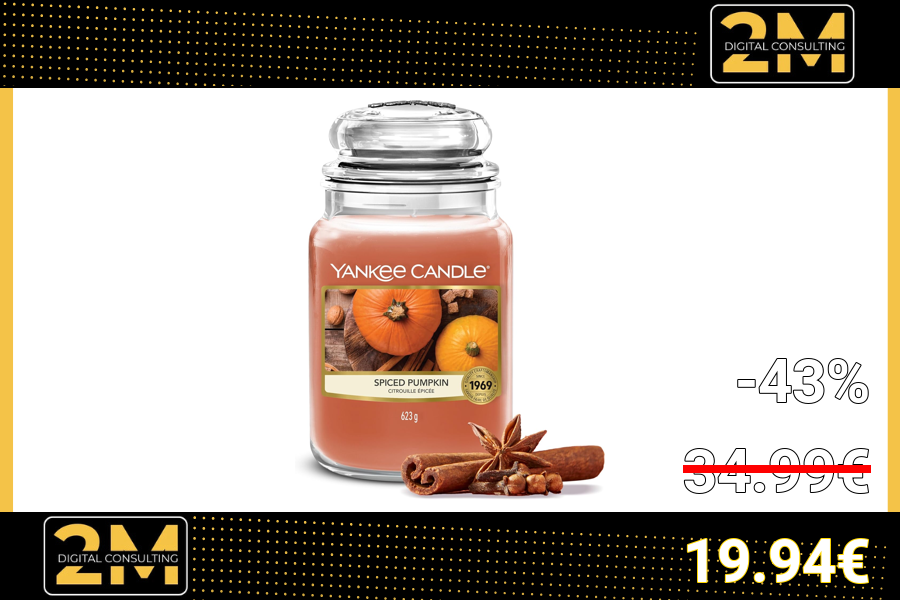 2M
DIGITAL CONSULTING
YANKEE CANDLE®
SPICED PUMPKIN
CITROUILLE ÉPICÉE
1969
623 g
-43%
34.99€
2M
DIGITAL CONSULTING
19.94€